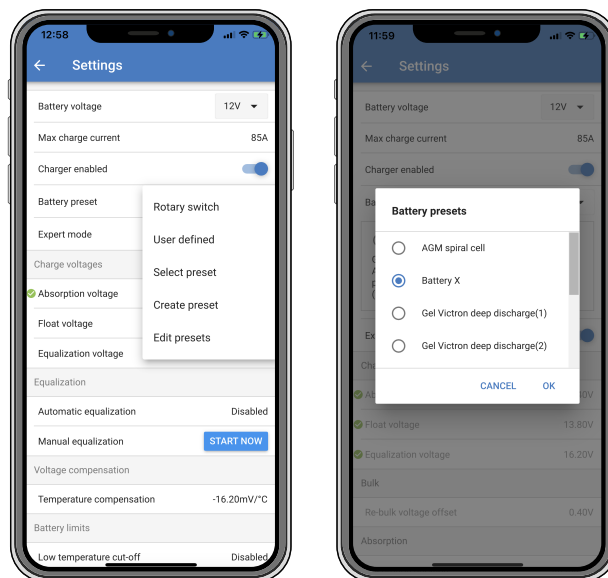 12:58
Settings
Battery voltage
12V
Max charge current
85A
Charger enabled
Battery preset
Rotary switch
User defined
Select preset
Create preset
Edit presets
Expert mode
Charge voltages
Absorption voltage
Float voltage
Equalization voltage
Equalization
Automatic equalization
Disabled
Manual equalization
START NOW
Voltage compensation
Temperature compensation
-16.20mV/°C
Battery limits
Low temperature cut-off
Disabled
11:59
Settings
Battery voltage
12V
Max charge current
85A
Charger enabled
Battery presets
AGM spiral cell
Battery X
Gel Victron deep discharge(1)
Gel Victron deep discharge(2)
CANCEL
OK
Float voltage
13.80V
Equalization voltage
16.20V
Bulk
Re-bulk voltage offset
0.40V
Absorption